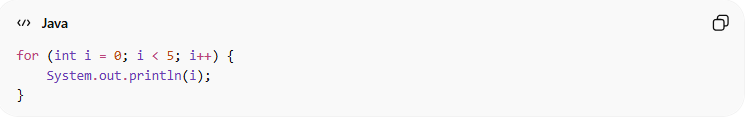 </> Java
for (int i = 0; i < 5; i++) {
    System.out.println(i);
}